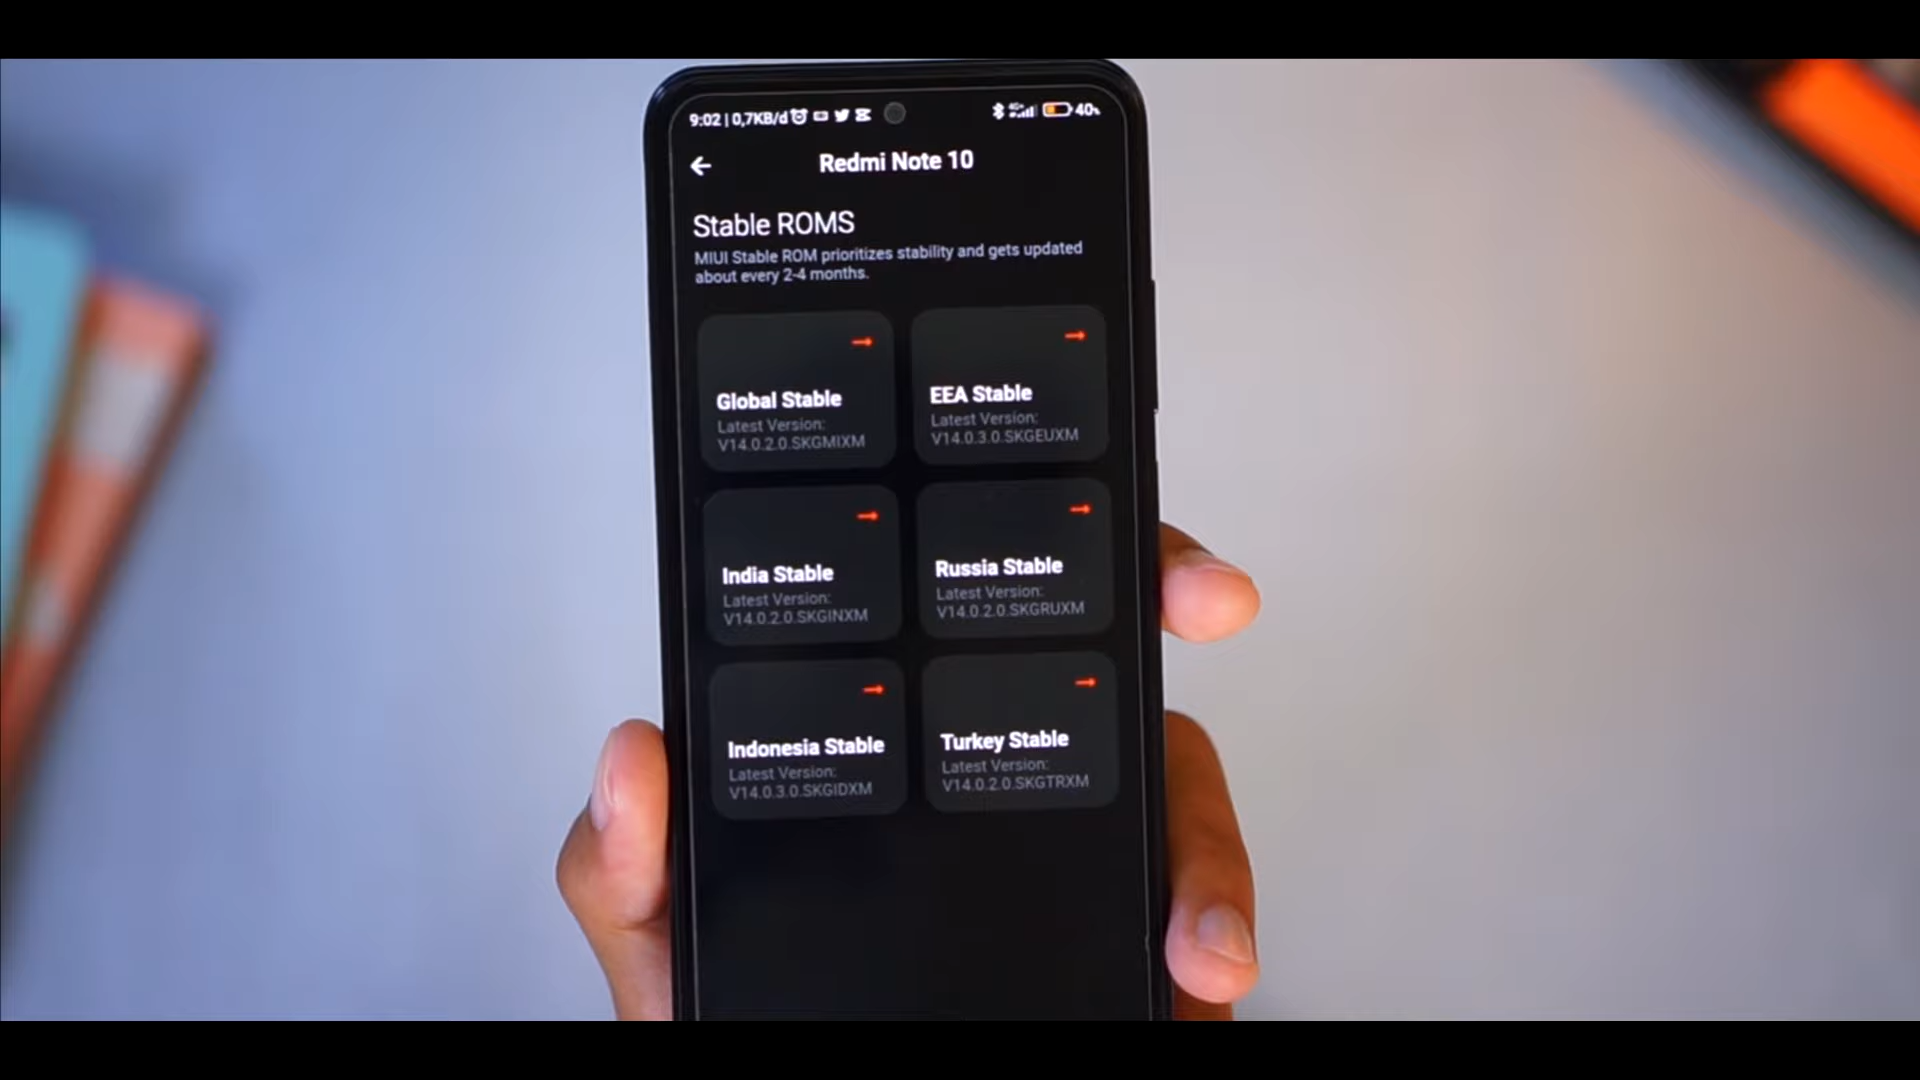 9:02 | 0,7KB/d
4G+
40%
Redmi Note 10
Stable ROMS
MIUI Stable ROM prioritizes stability and gets updated
about every 2-4 months.
Global Stable
Latest Version:
V14.0.2.0.SKGMIXM
EEA Stable
Latest Version:
V14.0.3.0.SKGEUXM
India Stable
Latest Version:
V14.0.2.0.SKGINXM
Russia Stable
Latest Version:
V14.0.2.0.SKGRUXM
Indonesia Stable
Latest Version:
V14.0.3.0.SKGIDXM
Turkey Stable
Latest Version:
V14.0.2.0.SKGTRXM